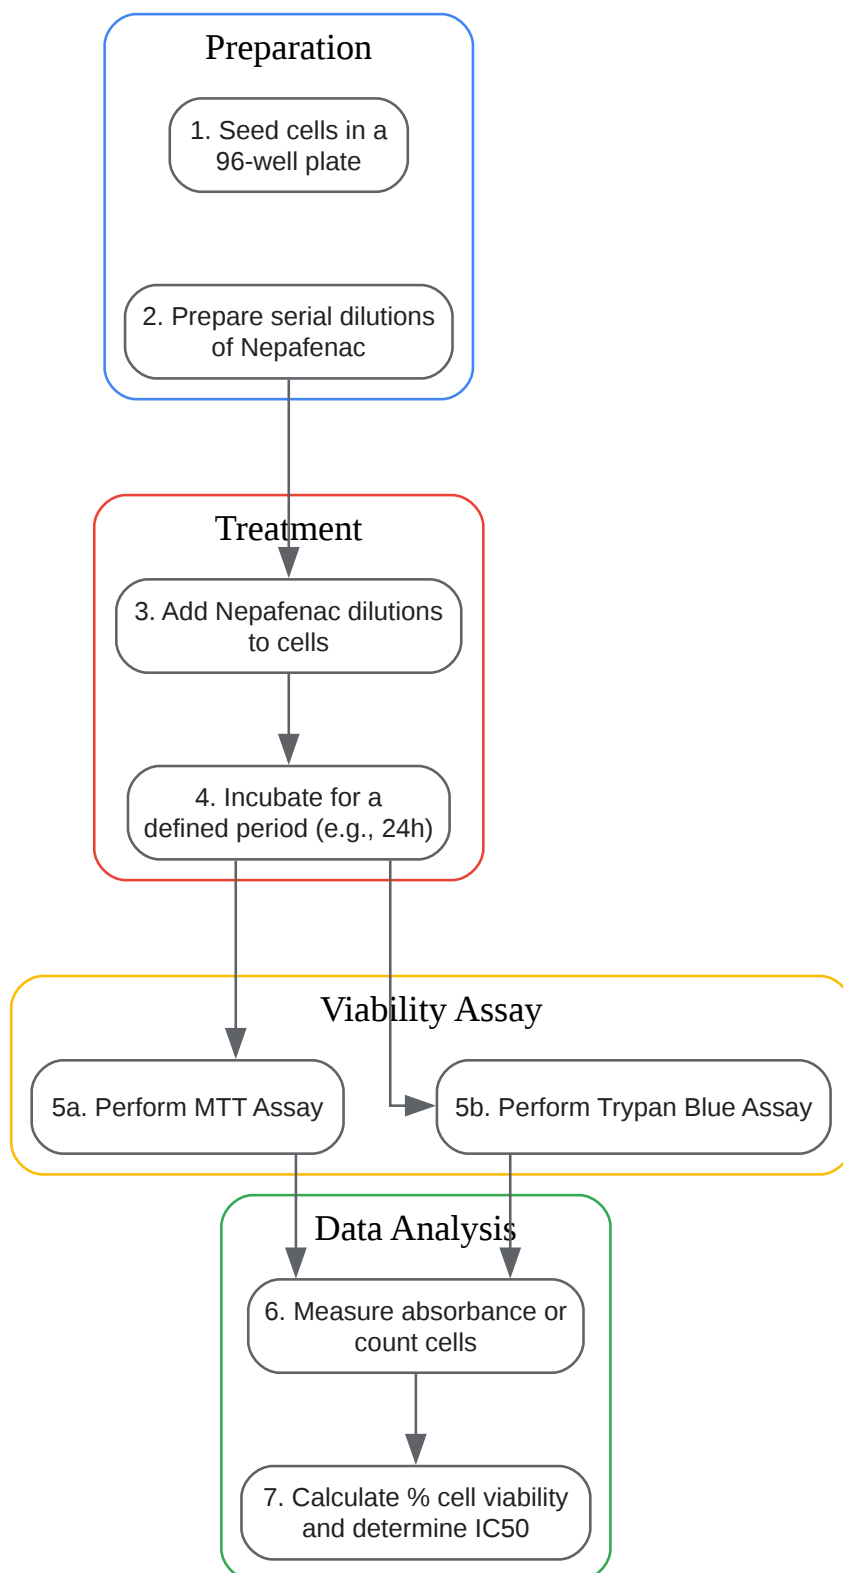 Preparation
1. Seed cells in a
96-well plate
2. Prepare serial dilutions
of Nepafenac
Treatment
3. Add Nepafenac dilutions
to cells
4. Incubate for a
defined period (e.g., 24h)
Viability Assay
5a. Perform MTT Assay
5b. Perform Trypan Blue Assay
Data Analysis
6. Measure absorbance or
count cells
7. Calculate % cell viability
and determine IC50